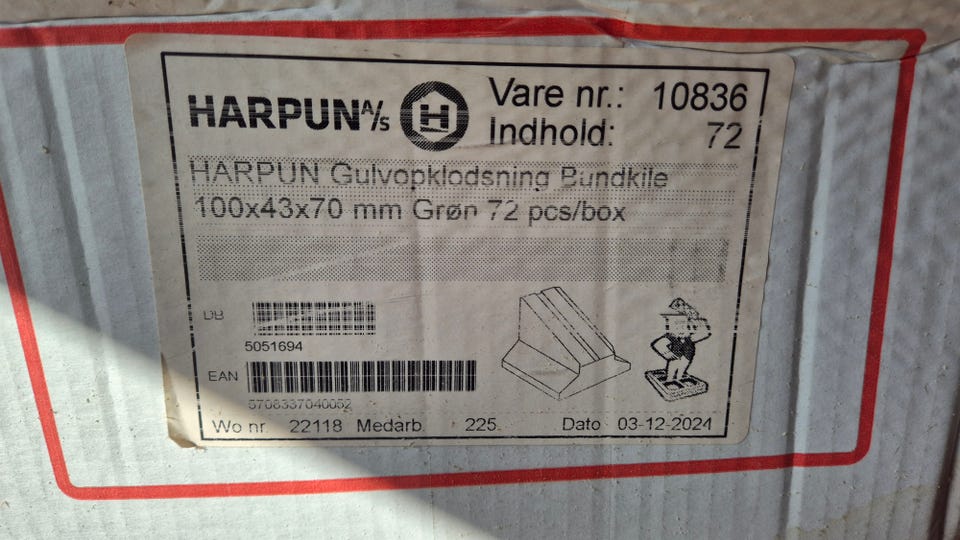 HARPUN A/S H
Vare nr.: 10836
Indhold: 72
HARPUN Gulvopklodsning Bundkile
100x43x70 mm Grøn 72 pcs/box
DB
5051694
EAN
5708337040052
Wo nr. 22118 Medarb. 225 Dato 03-12-2024